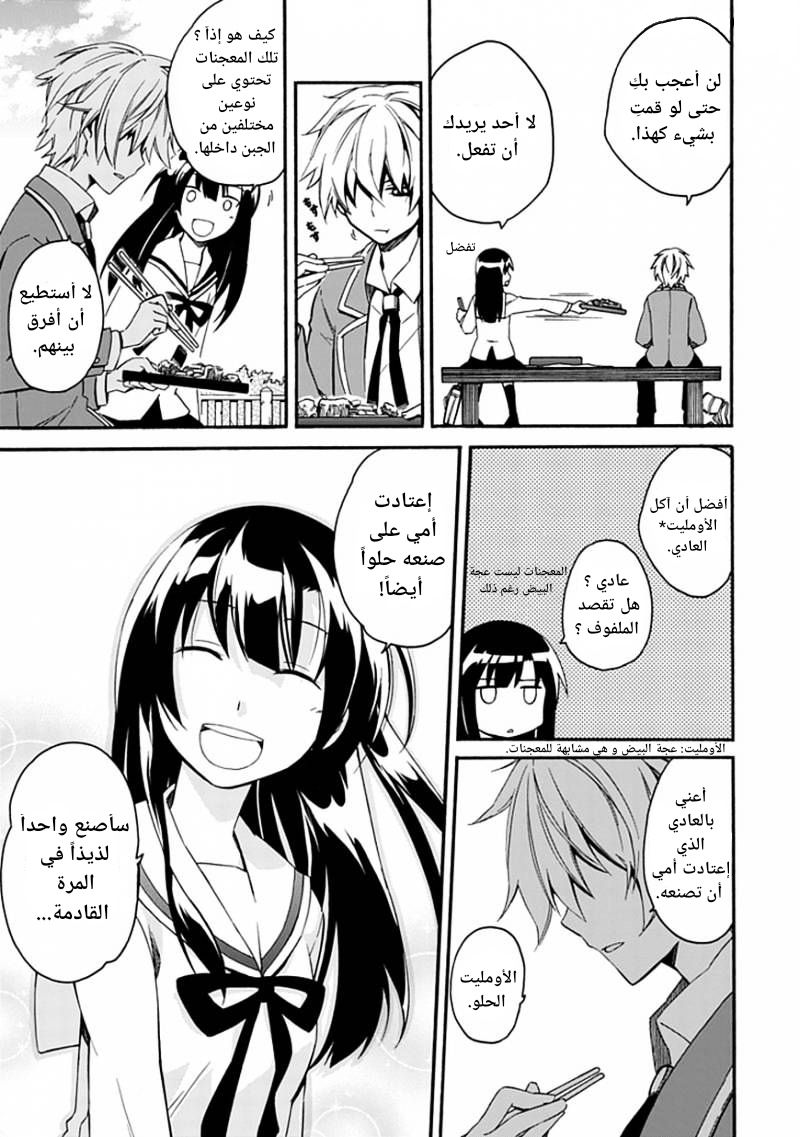 لن أعجب بكِ
حتى لو قمتِ
بشيء كهذا.
لا أحد يريدك
أن تفعل.
تفضل
كيف هو إذاً ؟
تلك المعجنات
تحتوي على
نوعين
مختلفين من
الجبن داخلها.
لا أستطيع
أن أفرق
بينهم.
أفضل أن آكل
الأومليت*
العادي.
عادي ؟
هل تقصد
الملفوف ؟
المعجنات ليست عجة
البيض رغم ذلك
الأومليت: عجة البيض و هي مشابهة للمعجنات.
أعني
بالعادي
الذي
إعتادت أمي
أن تصنعه.
الأومليت
الحلو.
إعتادت
أمي على
صنعه حلواً
أيضاً!
سأصنع واحداً
لذيذاً في
المرة
القادمة...